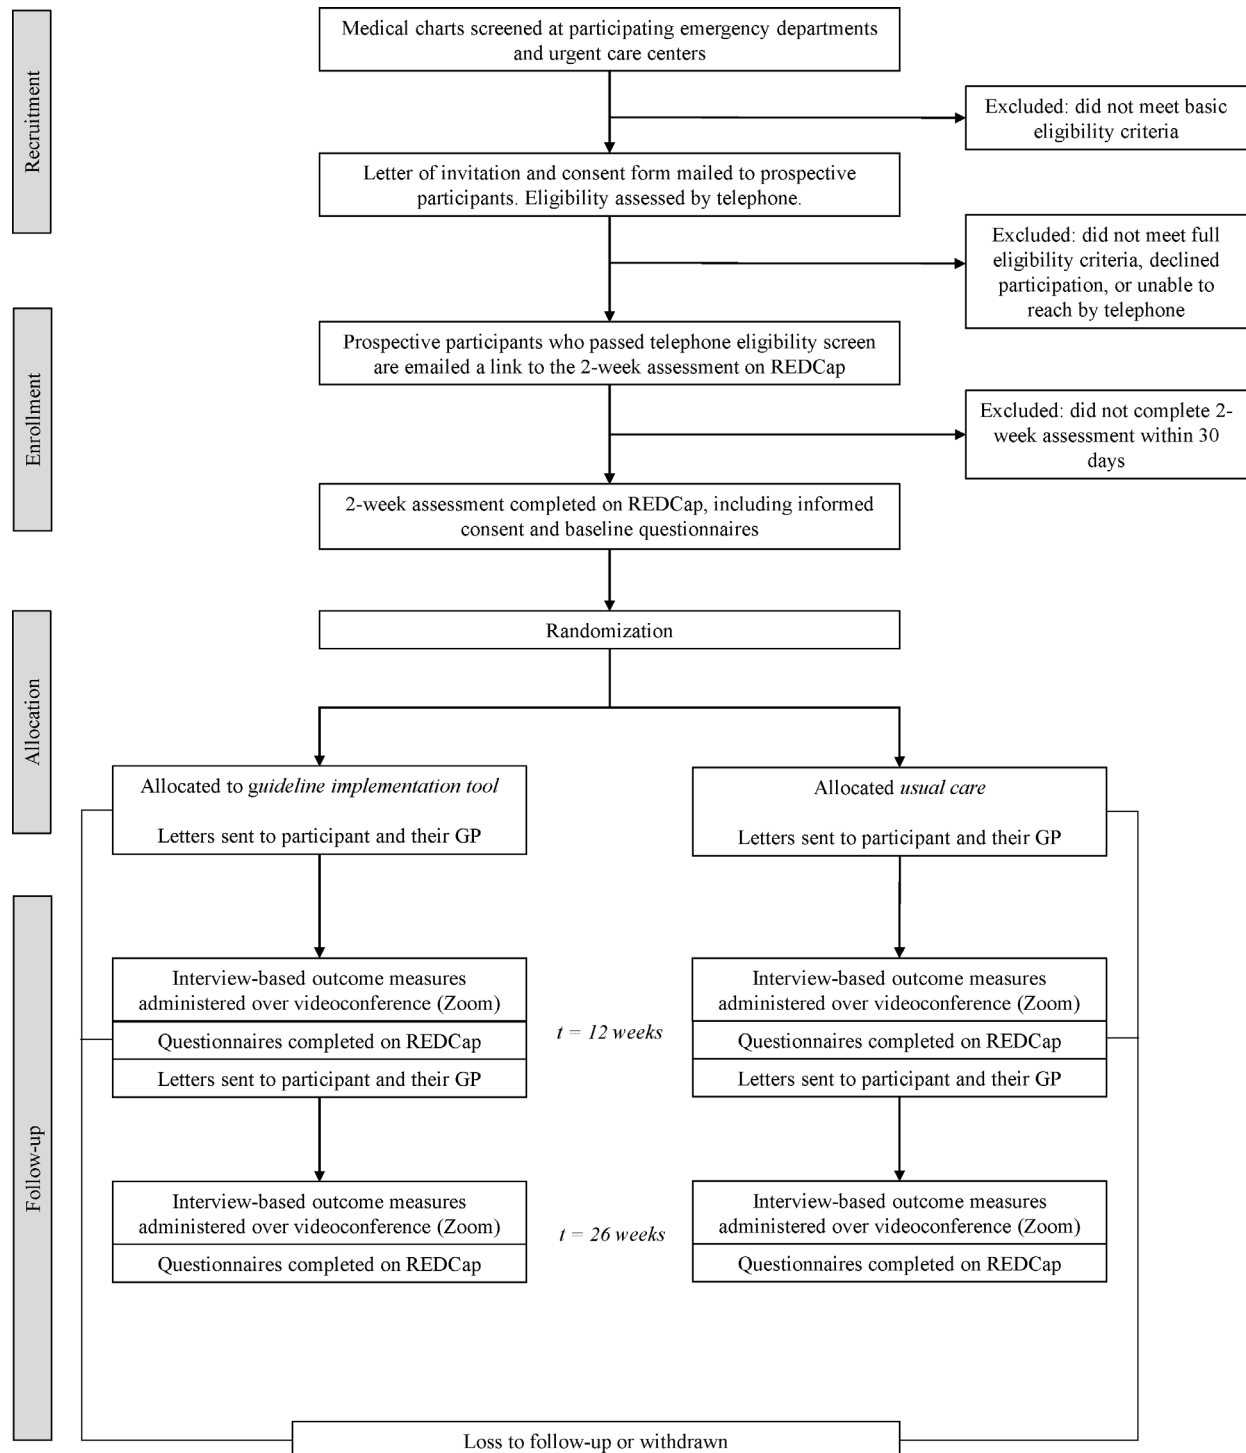 Recruitment
Medical charts screened at participating emergency departments
and urgent care centers
Excluded: did not meet basic
eligibility criteria
Letter of invitation and consent form mailed to prospective
participants. Eligibility assessed by telephone.
Excluded: did not meet full
eligibility criteria, declined
participation, or unable to
reach by telephone
Enrollment
Prospective participants who passed telephone eligibility screen
are emailed a link to the 2-week assessment on REDCap
Excluded: did not complete 2-
week assessment within 30
days
2-week assessment completed on REDCap, including informed
consent and baseline questionnaires
Allocation
Randomization
Allocated to guideline implementation tool
Letters sent to participant and their GP
Allocated usual care
Letters sent to participant and their GP
Follow-up
Interview-based outcome measures
administered over videoconference (Zoom)
Questionnaires completed on REDCap
Letters sent to participant and their GP
t = 12 weeks
Interview-based outcome measures
administered over videoconference (Zoom)
Questionnaires completed on REDCap
Letters sent to participant and their GP
Interview-based outcome measures
administered over videoconference (Zoom)
Questionnaires completed on REDCap
t = 26 weeks
Interview-based outcome measures
administered over videoconference (Zoom)
Questionnaires completed on REDCap
Loss to follow-up or withdrawn